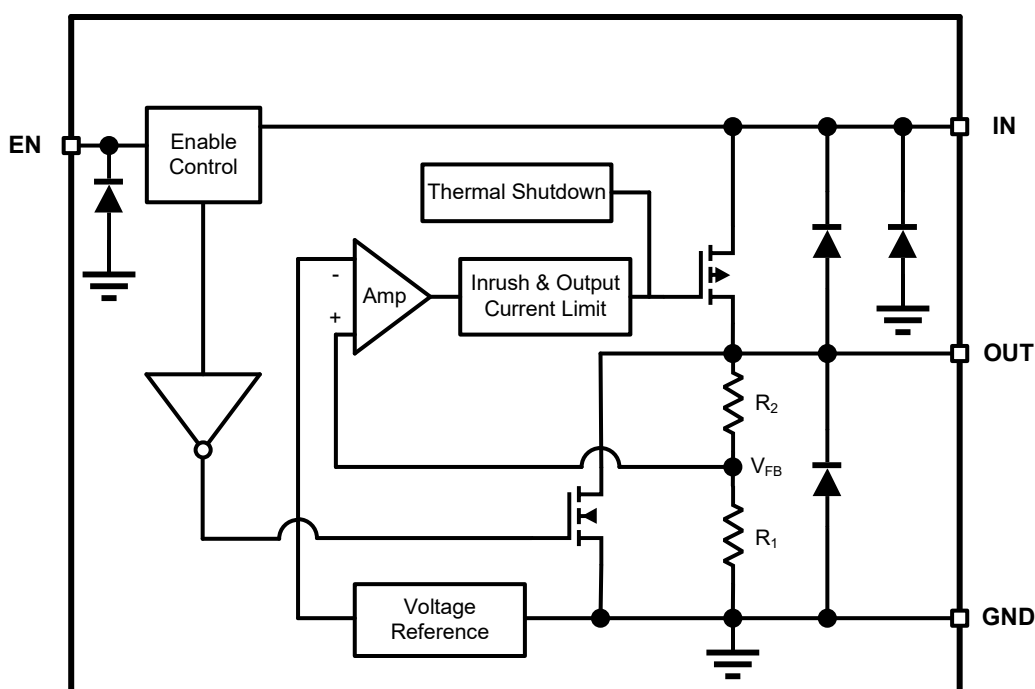 IN
EN
Enable
Control
Thermal Shutdown
-
Amp
+
Inrush & Output
Current Limit
OUT
R2
VFB
R1
Voltage
Reference
GND